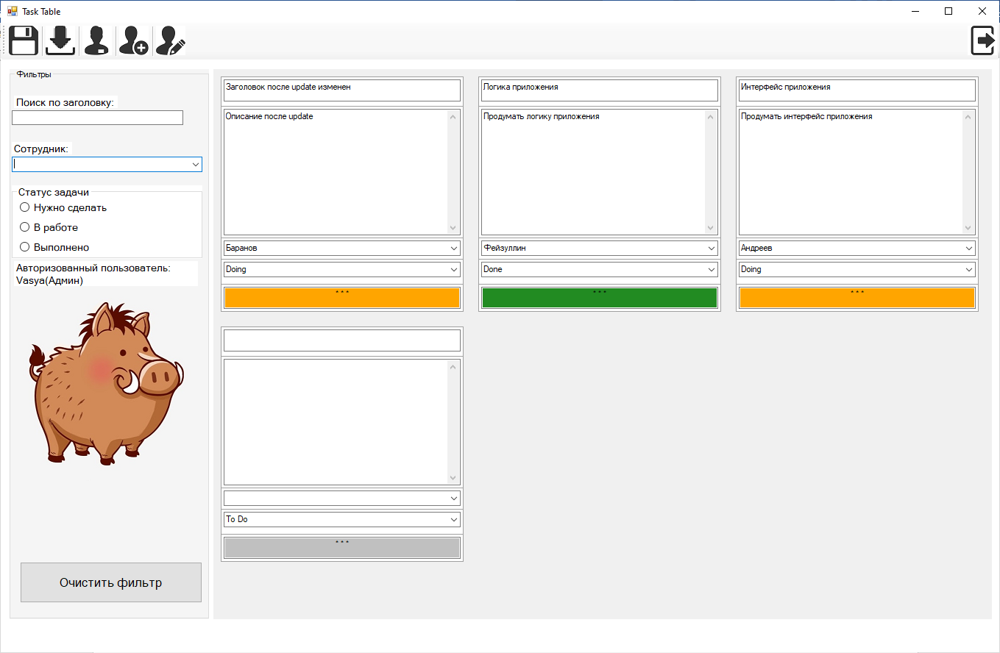 Task Table
Фильтры
Поиск по заголовку:
Сотрудник:
Статус задачи
Нужно сделать
В работе
Выполнено
Авторизованный пользователь:
Vasya(Админ)
Очистить фильтр
Заголовок после update изменен
Описание после update
Баранов
Doing
***
Логика приложения
Продумать логику приложения
Фейзуллин
Done
***
Интерфейс приложения
Продумать интерфейс приложения
Андреев
Doing
***
To Do
***